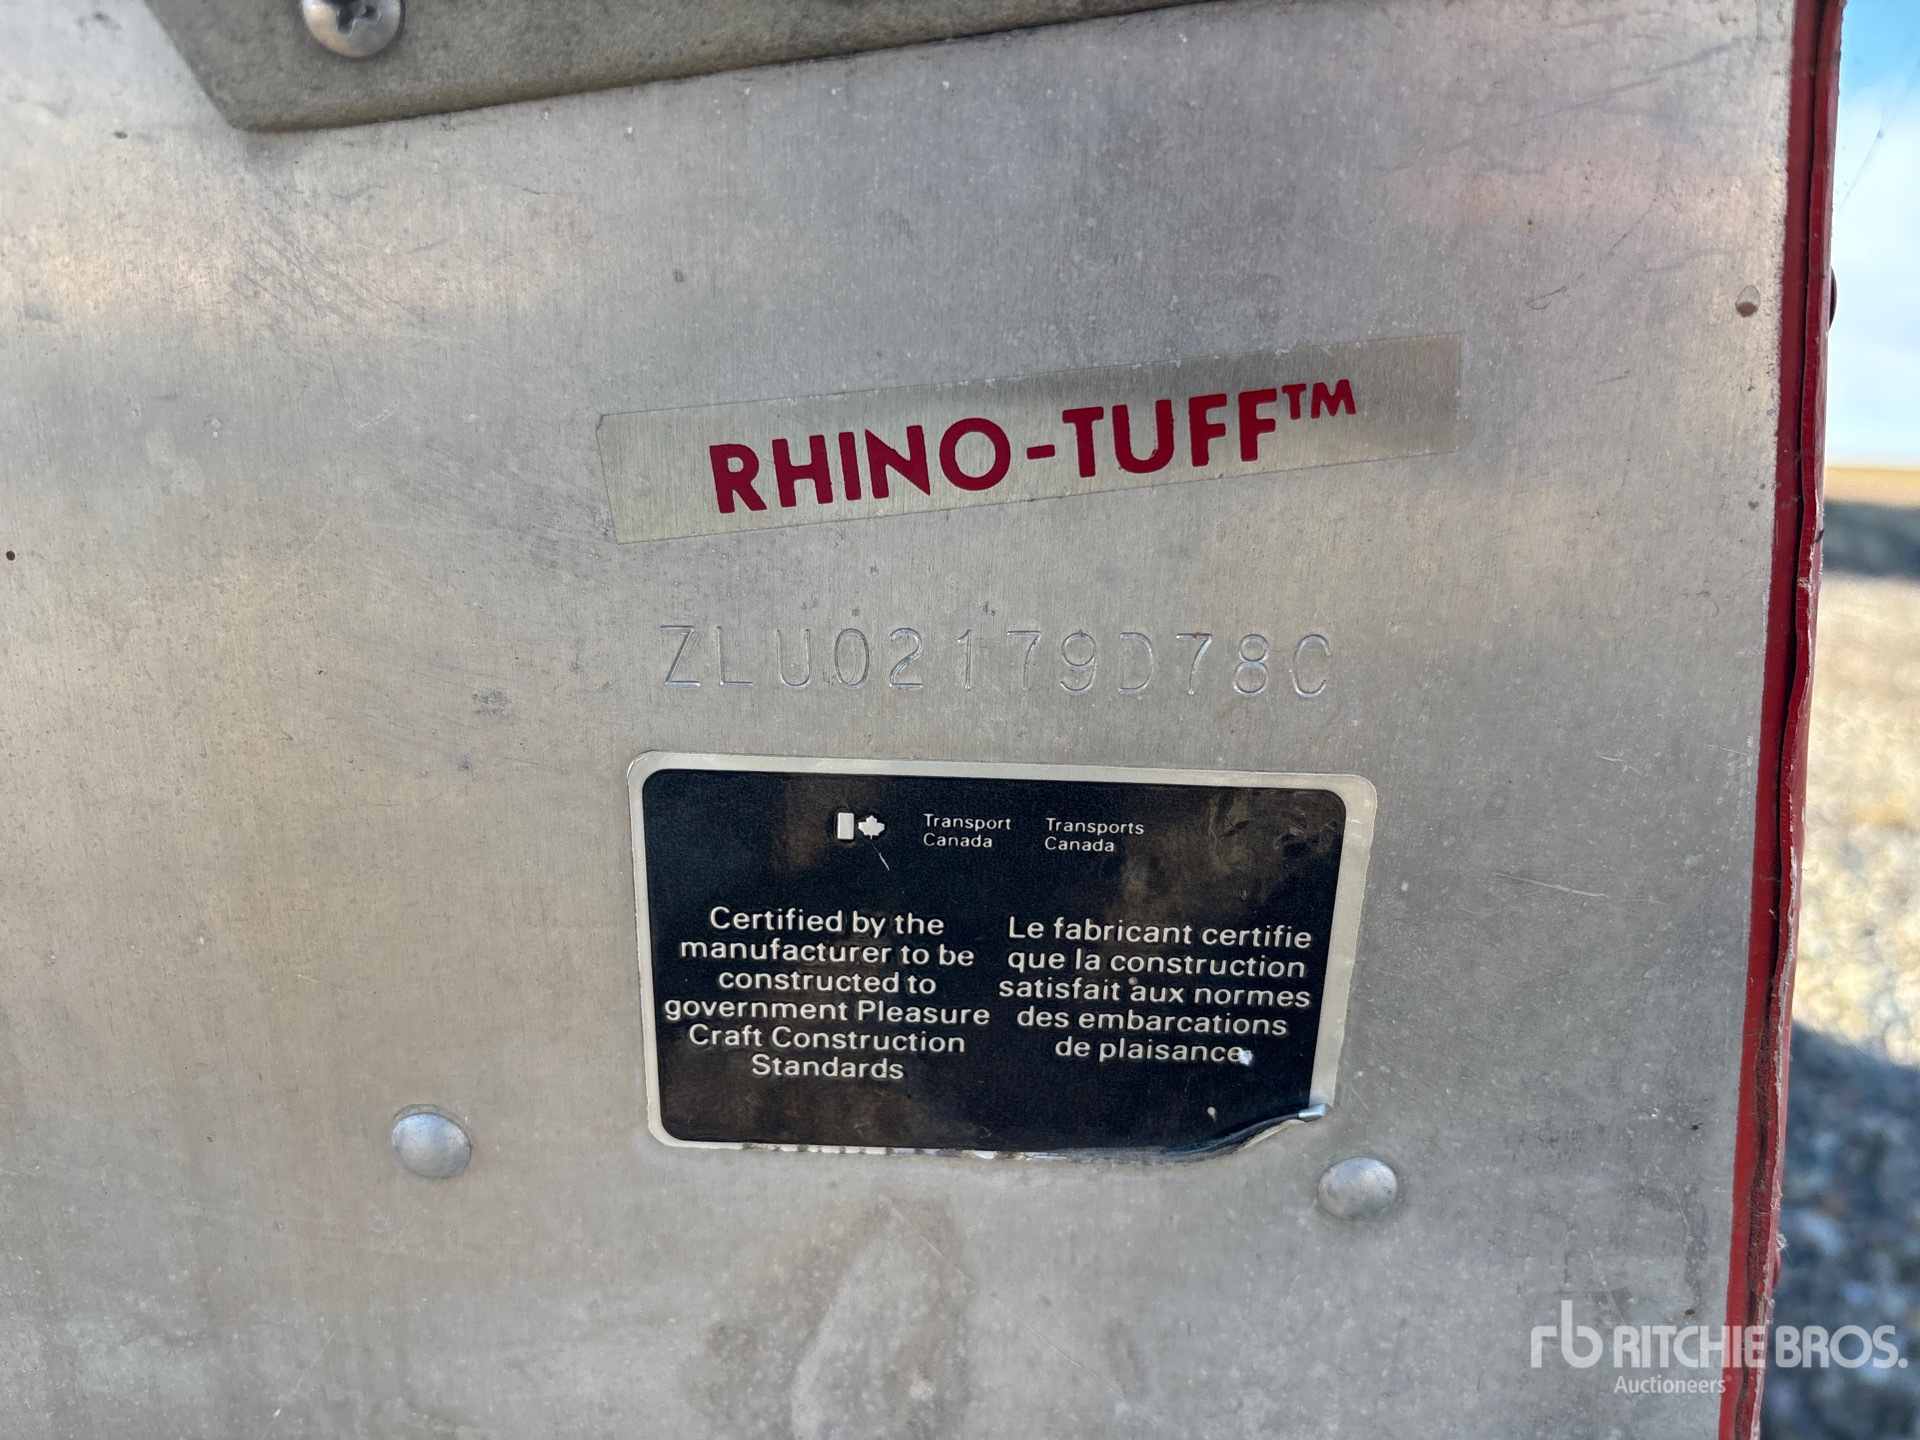 RHINO-TUFF™
ZLU02179D78C
Transport
Canada
Transports
Canada
Certified by the
manufacturer to be
constructed to
government Pleasure
Craft Construction
Standards
Le fabricant certifie
que la construction
satisfait aux normes
des embarcations
de plaisance
rb RITCHIE BROS.
Auctioneers